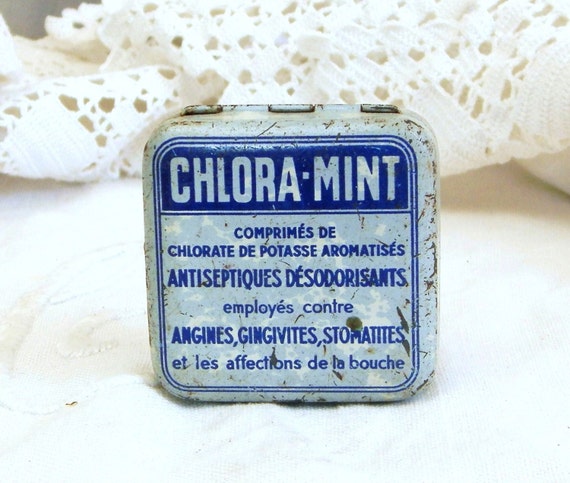 CHLORA-MINT
COMPRIMÉS DE
CHLORATE DE POTASSE AROMATISÉS
ANTISEPTIQUES DÉSODORISANTS
employés contre
ANGINES, GINGIVITES, STOMATITES
et les affections de la bouche